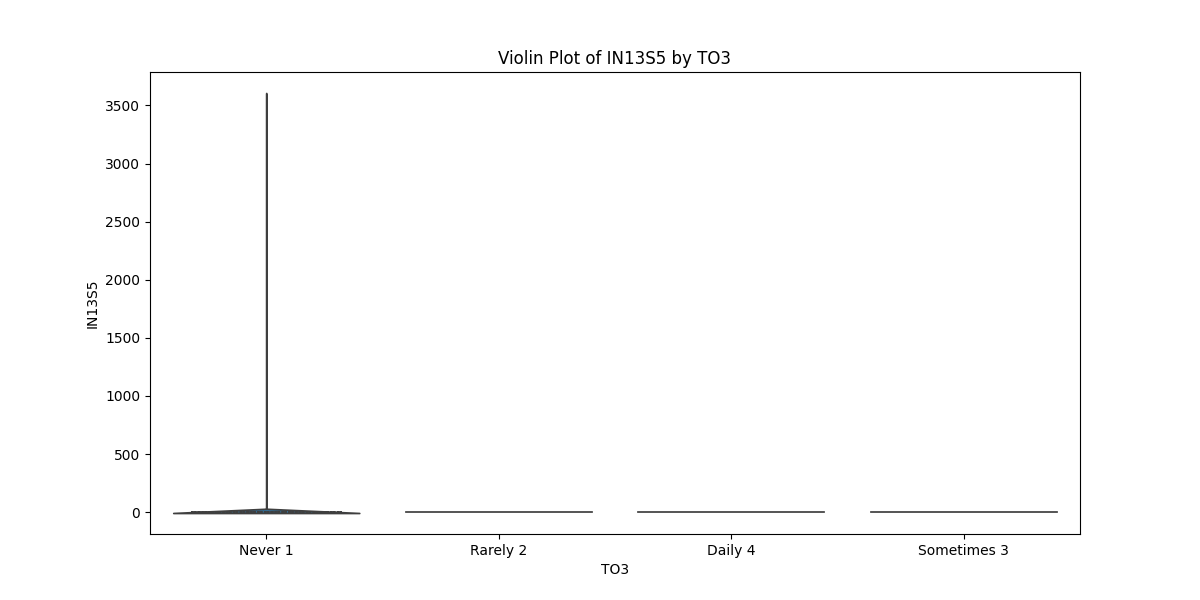 Violin Plot of IN13S5 by TO3
3500
3000
2500
2000
1500
1000
500
0
IN13S5
Never 1
Rarely 2
Daily 4
Sometimes 3
TO3